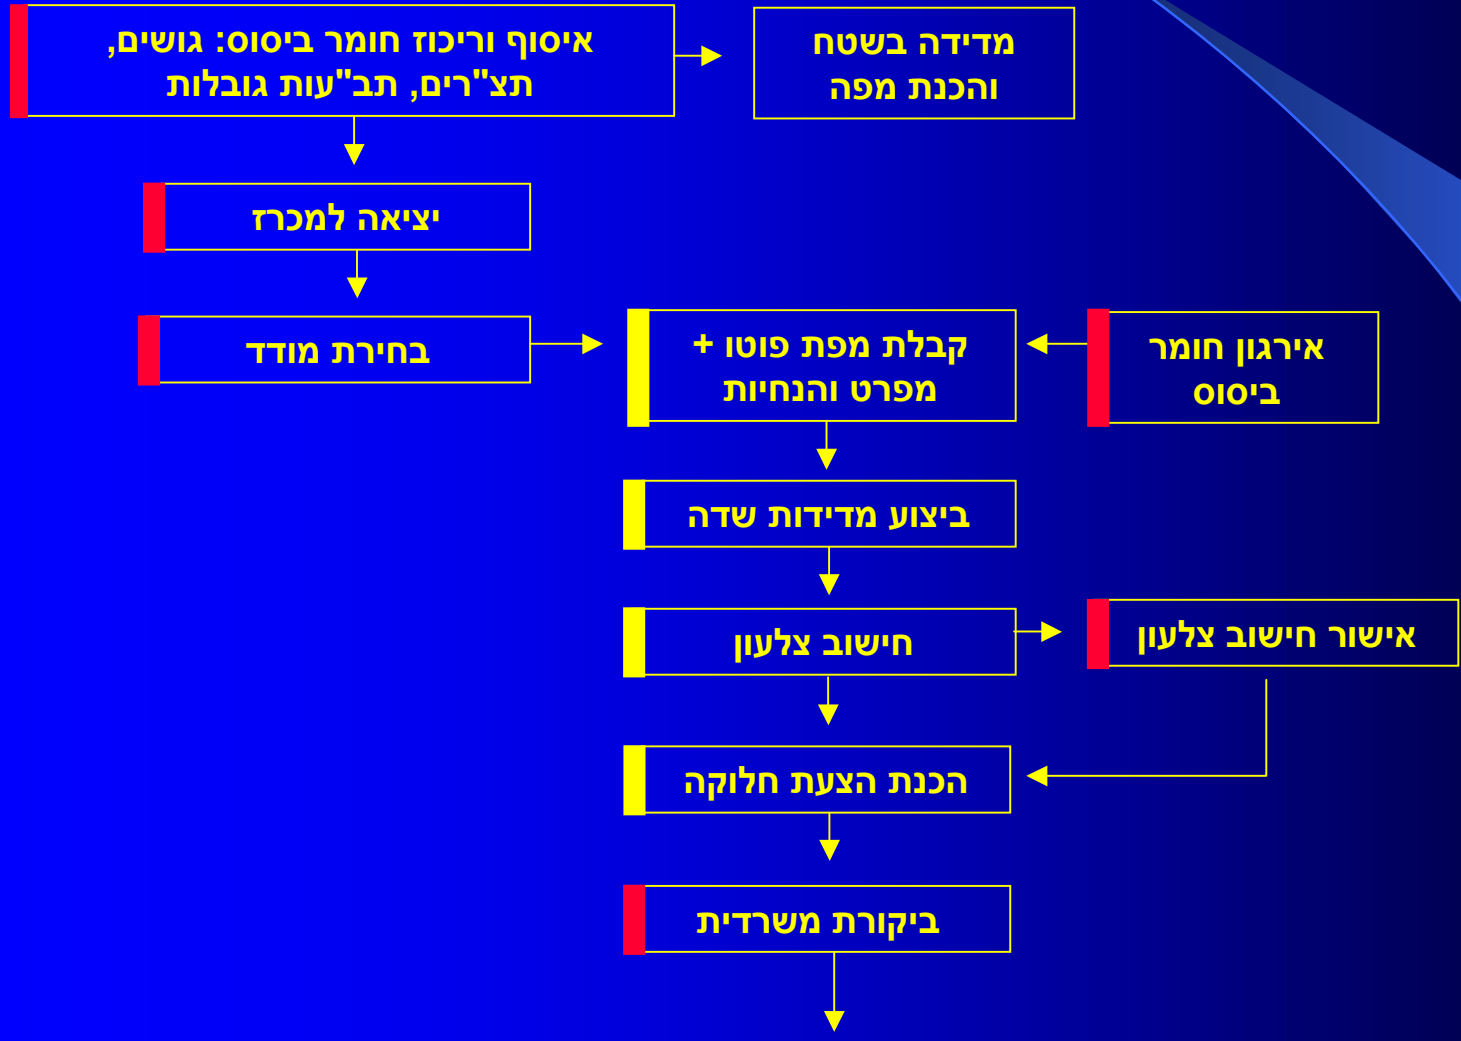 איסוף וריכוז חומר ביסוס: גושים,
תצ"רים, תב"עות גובלות
מדידה בשטח
והכנת מפה
יציאה למכרז
בחירת מודד
קבלת מפת פוטו +
מפרט והנחיות
אירגון חומר
ביסוס
ביצוע מדידות שדה
חישוב צלעון
אישור חישוב צלעון
הכנת הצעת חלוקה
ביקורת משרדית